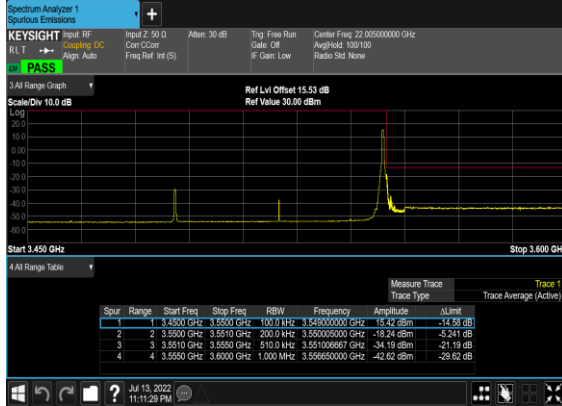 Spectrum Analyzer 1
Spurious Emissions
KEYSIGHT Input: RF Input Z: 50 Ω Atten: 30 dB Trig: Free Run Center Freq: 22.005000000 GHz
RLT Coupling: DC Corr CCorr Gate: Off Avg|Hold: 100/100
Align: Auto Freq Ref: Int (S) IF Gain: Low Radio Std: None
PASS
3 All Range Graph
Ref Lvl Offset 15.53 dB
Scale/Div 10.0 dB Ref Value 30.00 dBm
Log
20.0
10.0
0.00
-10.0
-20.0
-30.0
-40.0
-50.0
-60.0
Start 3.450 GHz Stop 3.600 GHz
4 All Range Table
Measure Trace Trace 1
Trace Type Trace Average (Active)
Spur Range Start Freq Stop Freq RBW Frequency Amplitude ΔLimit
1 1 3.4500 GHz 3.5500 GHz 100.0 kHz 3.549000000 GHz 15.42 dBm -14.58 dB
2 2 3.5500 GHz 3.5510 GHz 200.0 kHz 3.550005000 GHz -18.24 dBm -5.241 dB
3 3 3.5510 GHz 3.5550 GHz 510.0 kHz 3.551006667 GHz -34.19 dBm -21.19 dB
4 4 3.5550 GHz 3.6000 GHz 1.000 MHz 3.556650000 GHz -42.62 dBm -29.62 dB
Jul 13, 2022
11:11:29 PM